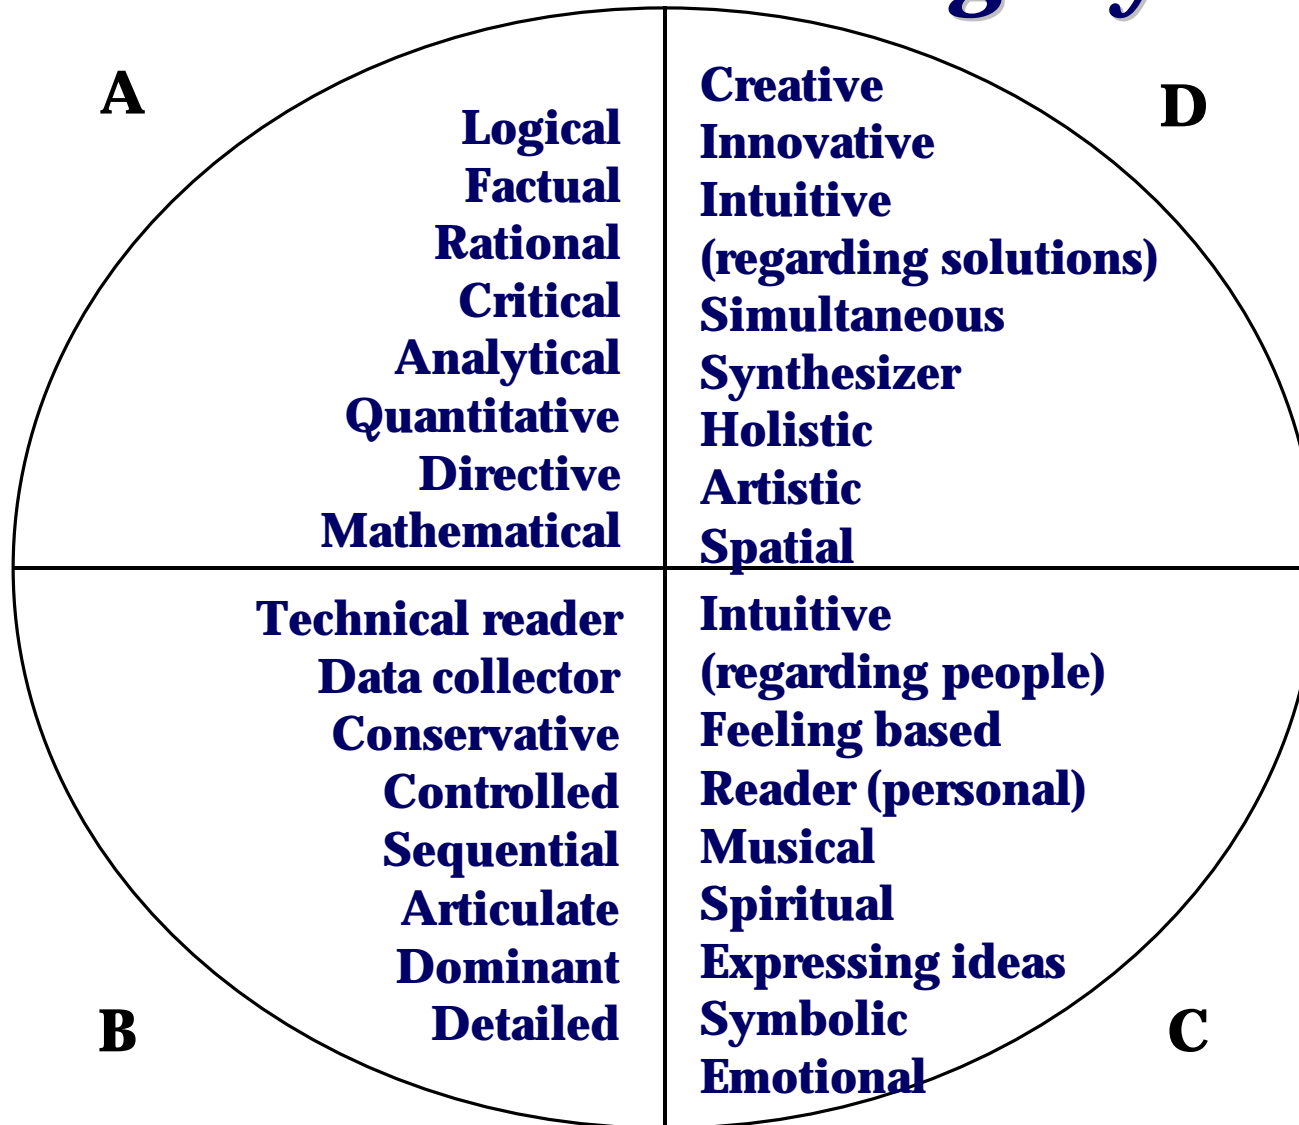 A
Logical
Factual
Rational
Critical
Analytical
Quantitative
Directive
Mathematical
D
Creative
Innovative
Intuitive
(regarding solutions)
Simultaneous
Synthesizer
Holistic
Artistic
Spatial
B
Technical reader
Data collector
Conservative
Controlled
Sequential
Articulate
Dominant
Detailed
C
Intuitive
(regarding people)
Feeling based
Reader (personal)
Musical
Spiritual
Expressing ideas
Symbolic
Emotional